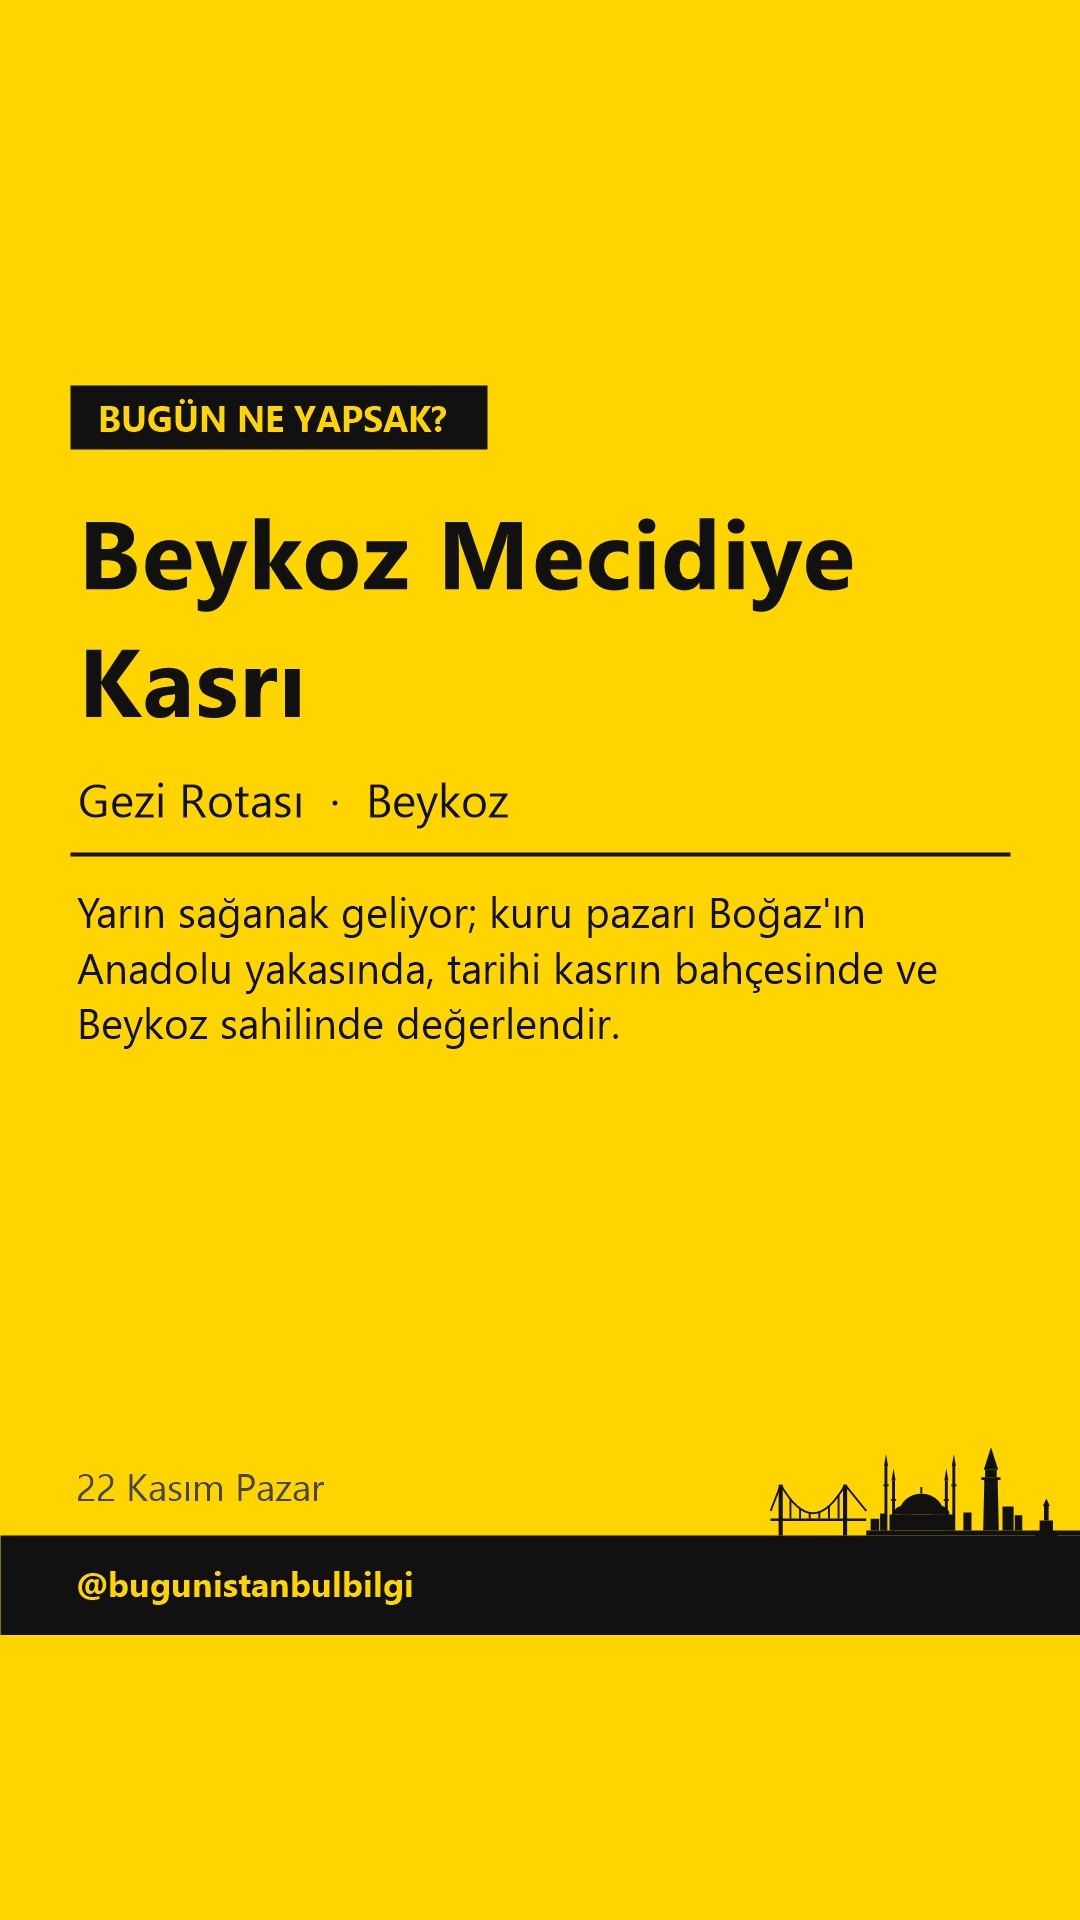 BUGÜN NE YAPSAK?
Beykoz Mecidiye
Kasrı
Gezi Rotası · Beykoz
Yarın sağanak geliyor; kuru pazarı Boğaz'ın
Anadolu yakasında, tarihi kasrın bahçesinde ve
Beykoz sahilinde değerlendir.
22 Kasım Pazar
@bugunistanbulbilgi